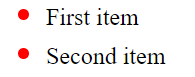 • First item
• Second item